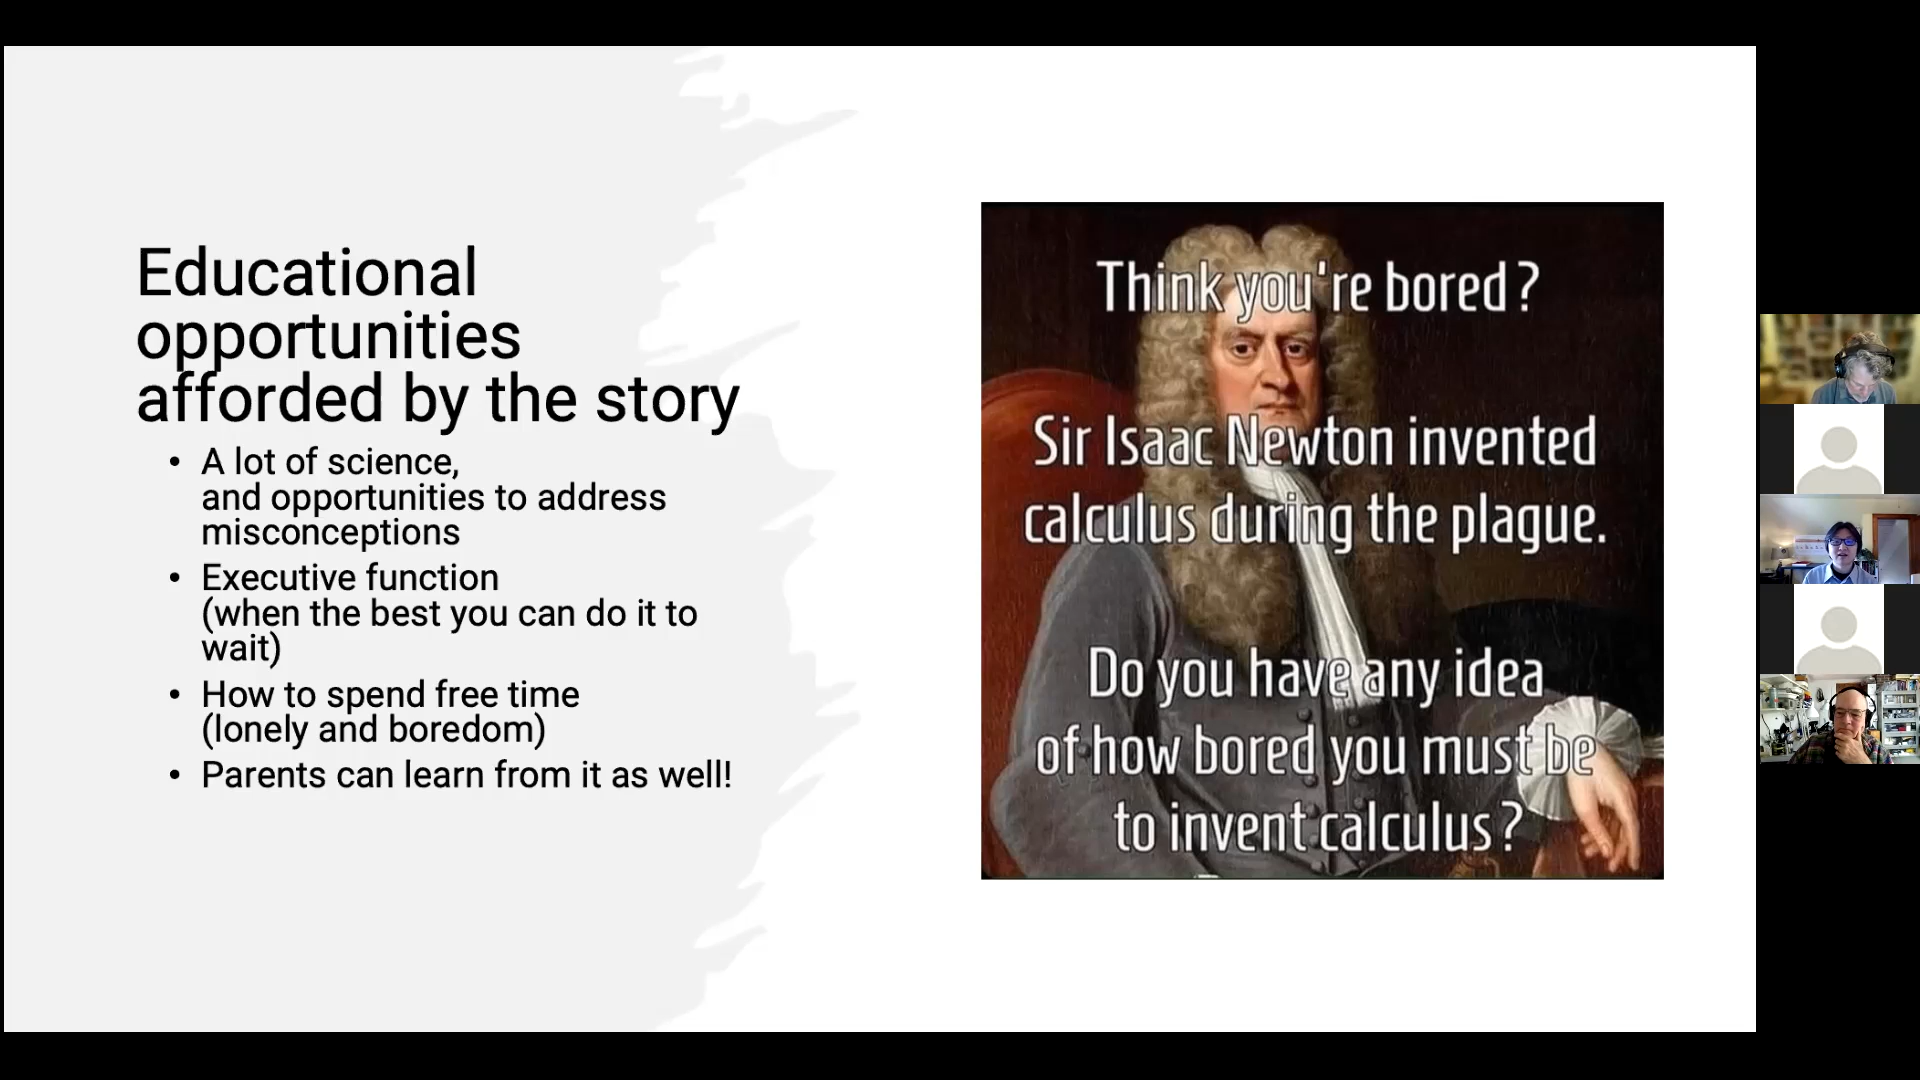 Educational
opportunities
afforded by the story
• A lot of science,
and opportunities to address
misconceptions
• Executive function
(when the best you can do it to
wait)
• How to spend free time
(lonely and boredom)
• Parents can learn from it as well!
Think you're bored?
Sir Isaac Newton invented
calculus during the plague.
Do you have any idea
of how bored you must be
to invent calculus?